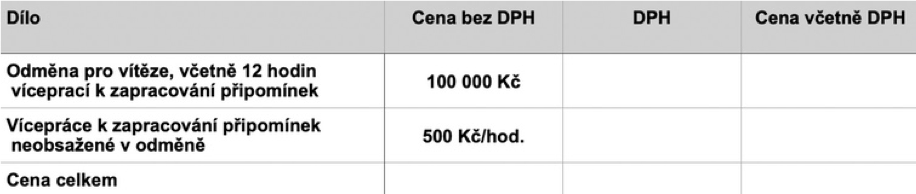 Dílo Cena bez DPH DPH Cena včetně DPH
Odměna pro vítěze, včetně 12 hodin
víceprací k zapracování připomínek
100 000 Kč
Vícepráce k zapracování připomínek
neobsažené v odměně
500 Kč/hod.
Cena celkem